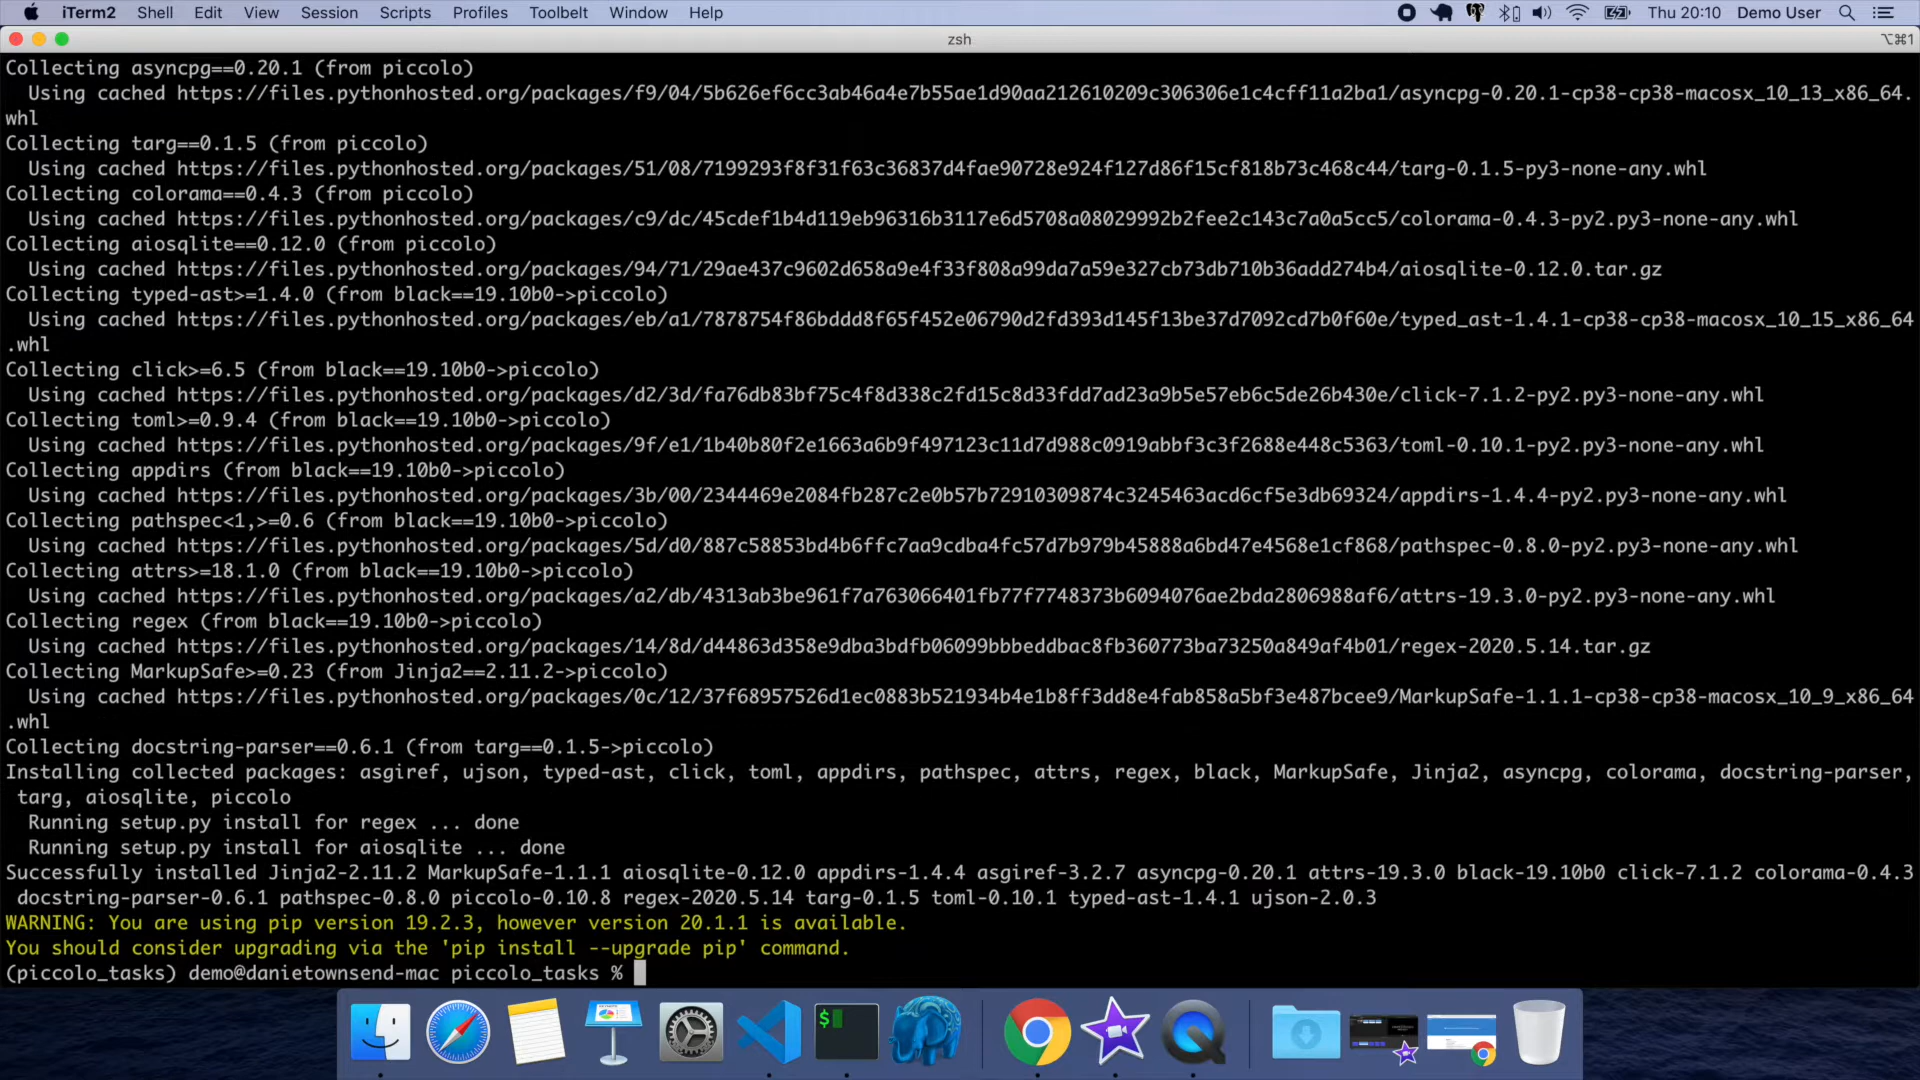 iTerm2 Shell Edit View Session Scripts Profiles Toolbelt Window Help Thu 20:10 Demo User
zsh ⌥⌘1
Collecting asyncpg==0.20.1 (from piccolo)
  Using cached https://files.pythonhosted.org/packages/f9/04/5b626ef6cc3ab46a4e7b55ae1d90aa212610209c306306e1c4cff11a2ba1/asyncpg-0.20.1-cp38-cp38-macosx_10_13_x86_64.
whl
Collecting targ==0.1.5 (from piccolo)
  Using cached https://files.pythonhosted.org/packages/51/08/7199293f8f31f63c36837d4fae90728e924f127d86f15cf818b73c468c44/targ-0.1.5-py3-none-any.whl
Collecting colorama==0.4.3 (from piccolo)
  Using cached https://files.pythonhosted.org/packages/c9/dc/45cdef1b4d119eb96316b3117e6d5708a08029992b2fee2c143c7a0a5cc5/colorama-0.4.3-py2.py3-none-any.whl
Collecting aiosqlite==0.12.0 (from piccolo)
  Using cached https://files.pythonhosted.org/packages/94/71/29ae437c9602d658a9e4f33f808a99da7a59e327cb73db710b36add274b4/aiosqlite-0.12.0.tar.gz
Collecting typed-ast>=1.4.0 (from black==19.10b0->piccolo)
  Using cached https://files.pythonhosted.org/packages/eb/a1/7878754f86bddd8f65f452e06790d2fd393d145f13be37d7092cd7b0f60e/typed_ast-1.4.1-cp38-cp38-macosx_10_15_x86_64
.whl
Collecting click>=6.5 (from black==19.10b0->piccolo)
  Using cached https://files.pythonhosted.org/packages/d2/3d/fa76db83bf75c4f8d338c2fd15c8d33fdd7ad23a9b5e57eb6c5de26b430e/click-7.1.2-py2.py3-none-any.whl
Collecting toml>=0.9.4 (from black==19.10b0->piccolo)
  Using cached https://files.pythonhosted.org/packages/9f/e1/1b40b80f2e1663a6b9f497123c11d7d988c0919abbf3c3f2688e448c5363/toml-0.10.1-py2.py3-none-any.whl
Collecting appdirs (from black==19.10b0->piccolo)
  Using cached https://files.pythonhosted.org/packages/3b/00/2344469e2084fb287c2e0b57b72910309874c3245463acd6cf5e3db69324/appdirs-1.4.4-py2.py3-none-any.whl
Collecting pathspec<1,>=0.6 (from black==19.10b0->piccolo)
  Using cached https://files.pythonhosted.org/packages/5d/d0/887c58853bd4b6ffc7aa9cdba4fc57d7b979b45888a6bd47e4568e1cf868/pathspec-0.8.0-py2.py3-none-any.whl
Collecting attrs>=18.1.0 (from black==19.10b0->piccolo)
  Using cached https://files.pythonhosted.org/packages/a2/db/4313ab3be961f7a763066401fb77f7748373b6094076ae2bda2806988af6/attrs-19.3.0-py2.py3-none-any.whl
Collecting regex (from black==19.10b0->piccolo)
  Using cached https://files.pythonhosted.org/packages/14/8d/d44863d358e9dba3bdfb06099bbbeddbac8fb360773ba73250a849af4b01/regex-2020.5.14.tar.gz
Collecting MarkupSafe>=0.23 (from Jinja2==2.11.2->piccolo)
  Using cached https://files.pythonhosted.org/packages/0c/12/37f68957526d1ec0883b521934b4e1b8ff3dd8e4fab858a5bf3e487bcee9/MarkupSafe-1.1.1-cp38-cp38-macosx_10_9_x86_64
.whl
Collecting docstring-parser==0.6.1 (from targ==0.1.5->piccolo)
Installing collected packages: asgiref, ujson, typed-ast, click, toml, appdirs, pathspec, attrs, regex, black, MarkupSafe, Jinja2, asyncpg, colorama, docstring-parser,
 targ, aiosqlite, piccolo
  Running setup.py install for regex ... done
  Running setup.py install for aiosqlite ... done
Successfully installed Jinja2-2.11.2 MarkupSafe-1.1.1 aiosqlite-0.12.0 appdirs-1.4.4 asgiref-3.2.7 asyncpg-0.20.1 attrs-19.3.0 black-19.10b0 click-7.1.2 colorama-0.4.3
 docstring-parser-0.6.1 pathspec-0.8.0 piccolo-0.10.8 regex-2020.5.14 targ-0.1.5 toml-0.10.1 typed-ast-1.4.1 ujson-2.0.3
WARNING: You are using pip version 19.2.3, however version 20.1.1 is available.
You should consider upgrading via the 'pip install --upgrade pip' command.
(piccolo_tasks) demo@danietownsend-mac piccolo_tasks %